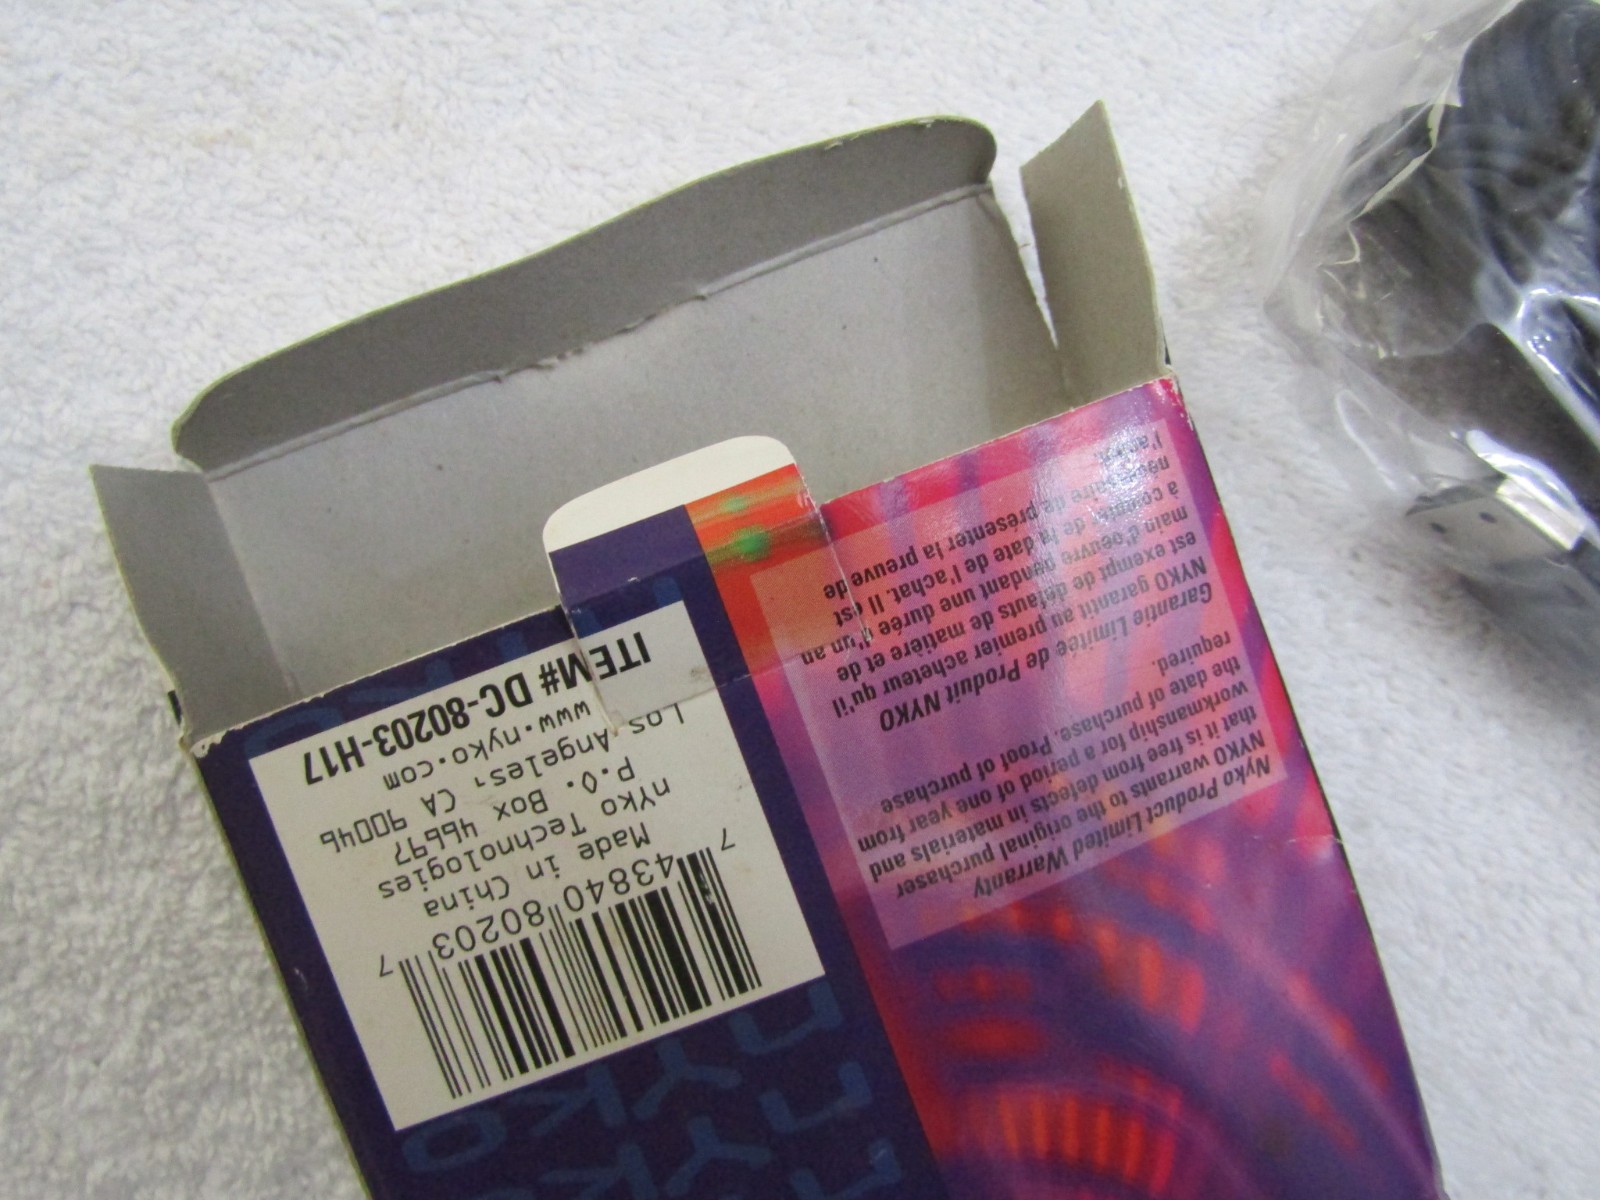 Nyko Product Limited Warranty
NYKO warrants to the original purchaser
that it is free from defects in materials and
workmanship for a period of one year from
the date of purchase. Proof of purchase
required.
Garantie Limitée de Produit NYKO
NYKO garantit au premier acheteur qu'il
est exempt de défauts de matière et de
main d'oeuvre pendant une durée d'un an
à compter de la date de l'achat. Il est
nécessaire de présenter la preuve de
l'achat.
7 43840 80203 7
Made in China
nYko Technologies
P.O. Box 46697
Los Angeles, CA 90046
www.nyko.com
ITEM# DC-80203-H17
nYKO
nYKO